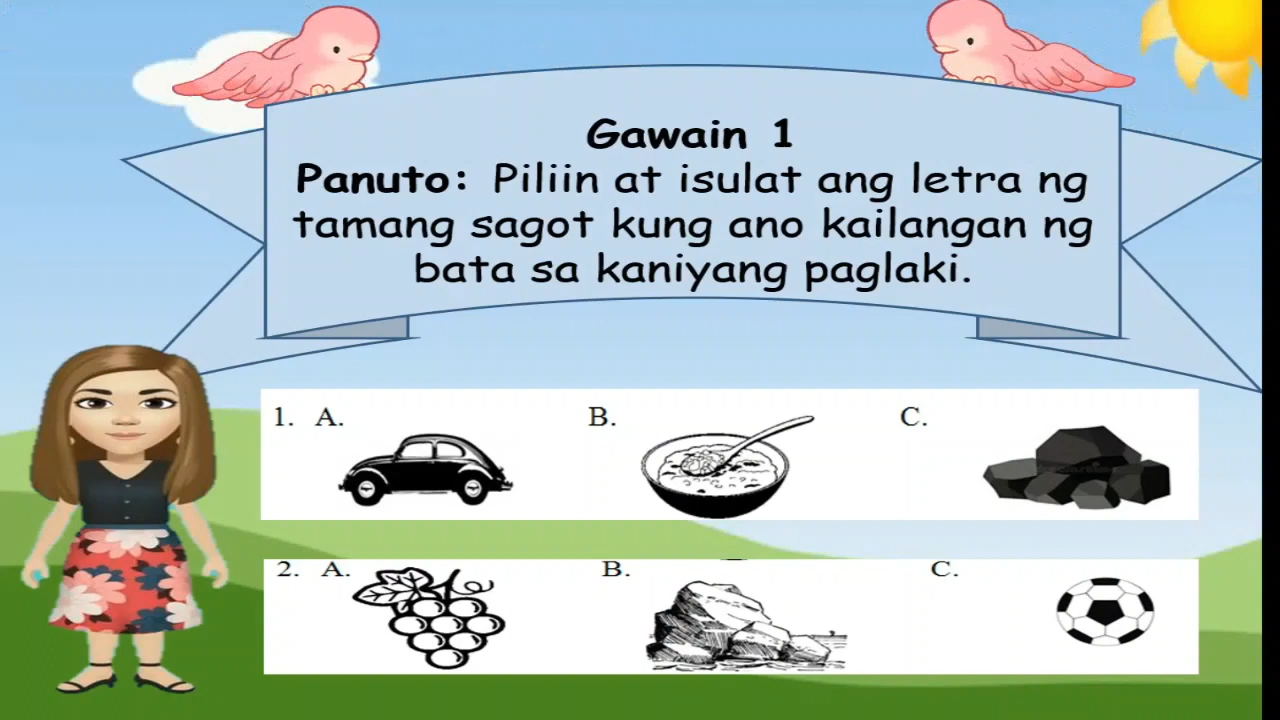 Gawain 1
Panuto: Piliin at isulat ang letra ng
tamang sagot kung ano kailangan ng
bata sa kaniyang paglaki.
1. A. B. C.
2. A. B. C.